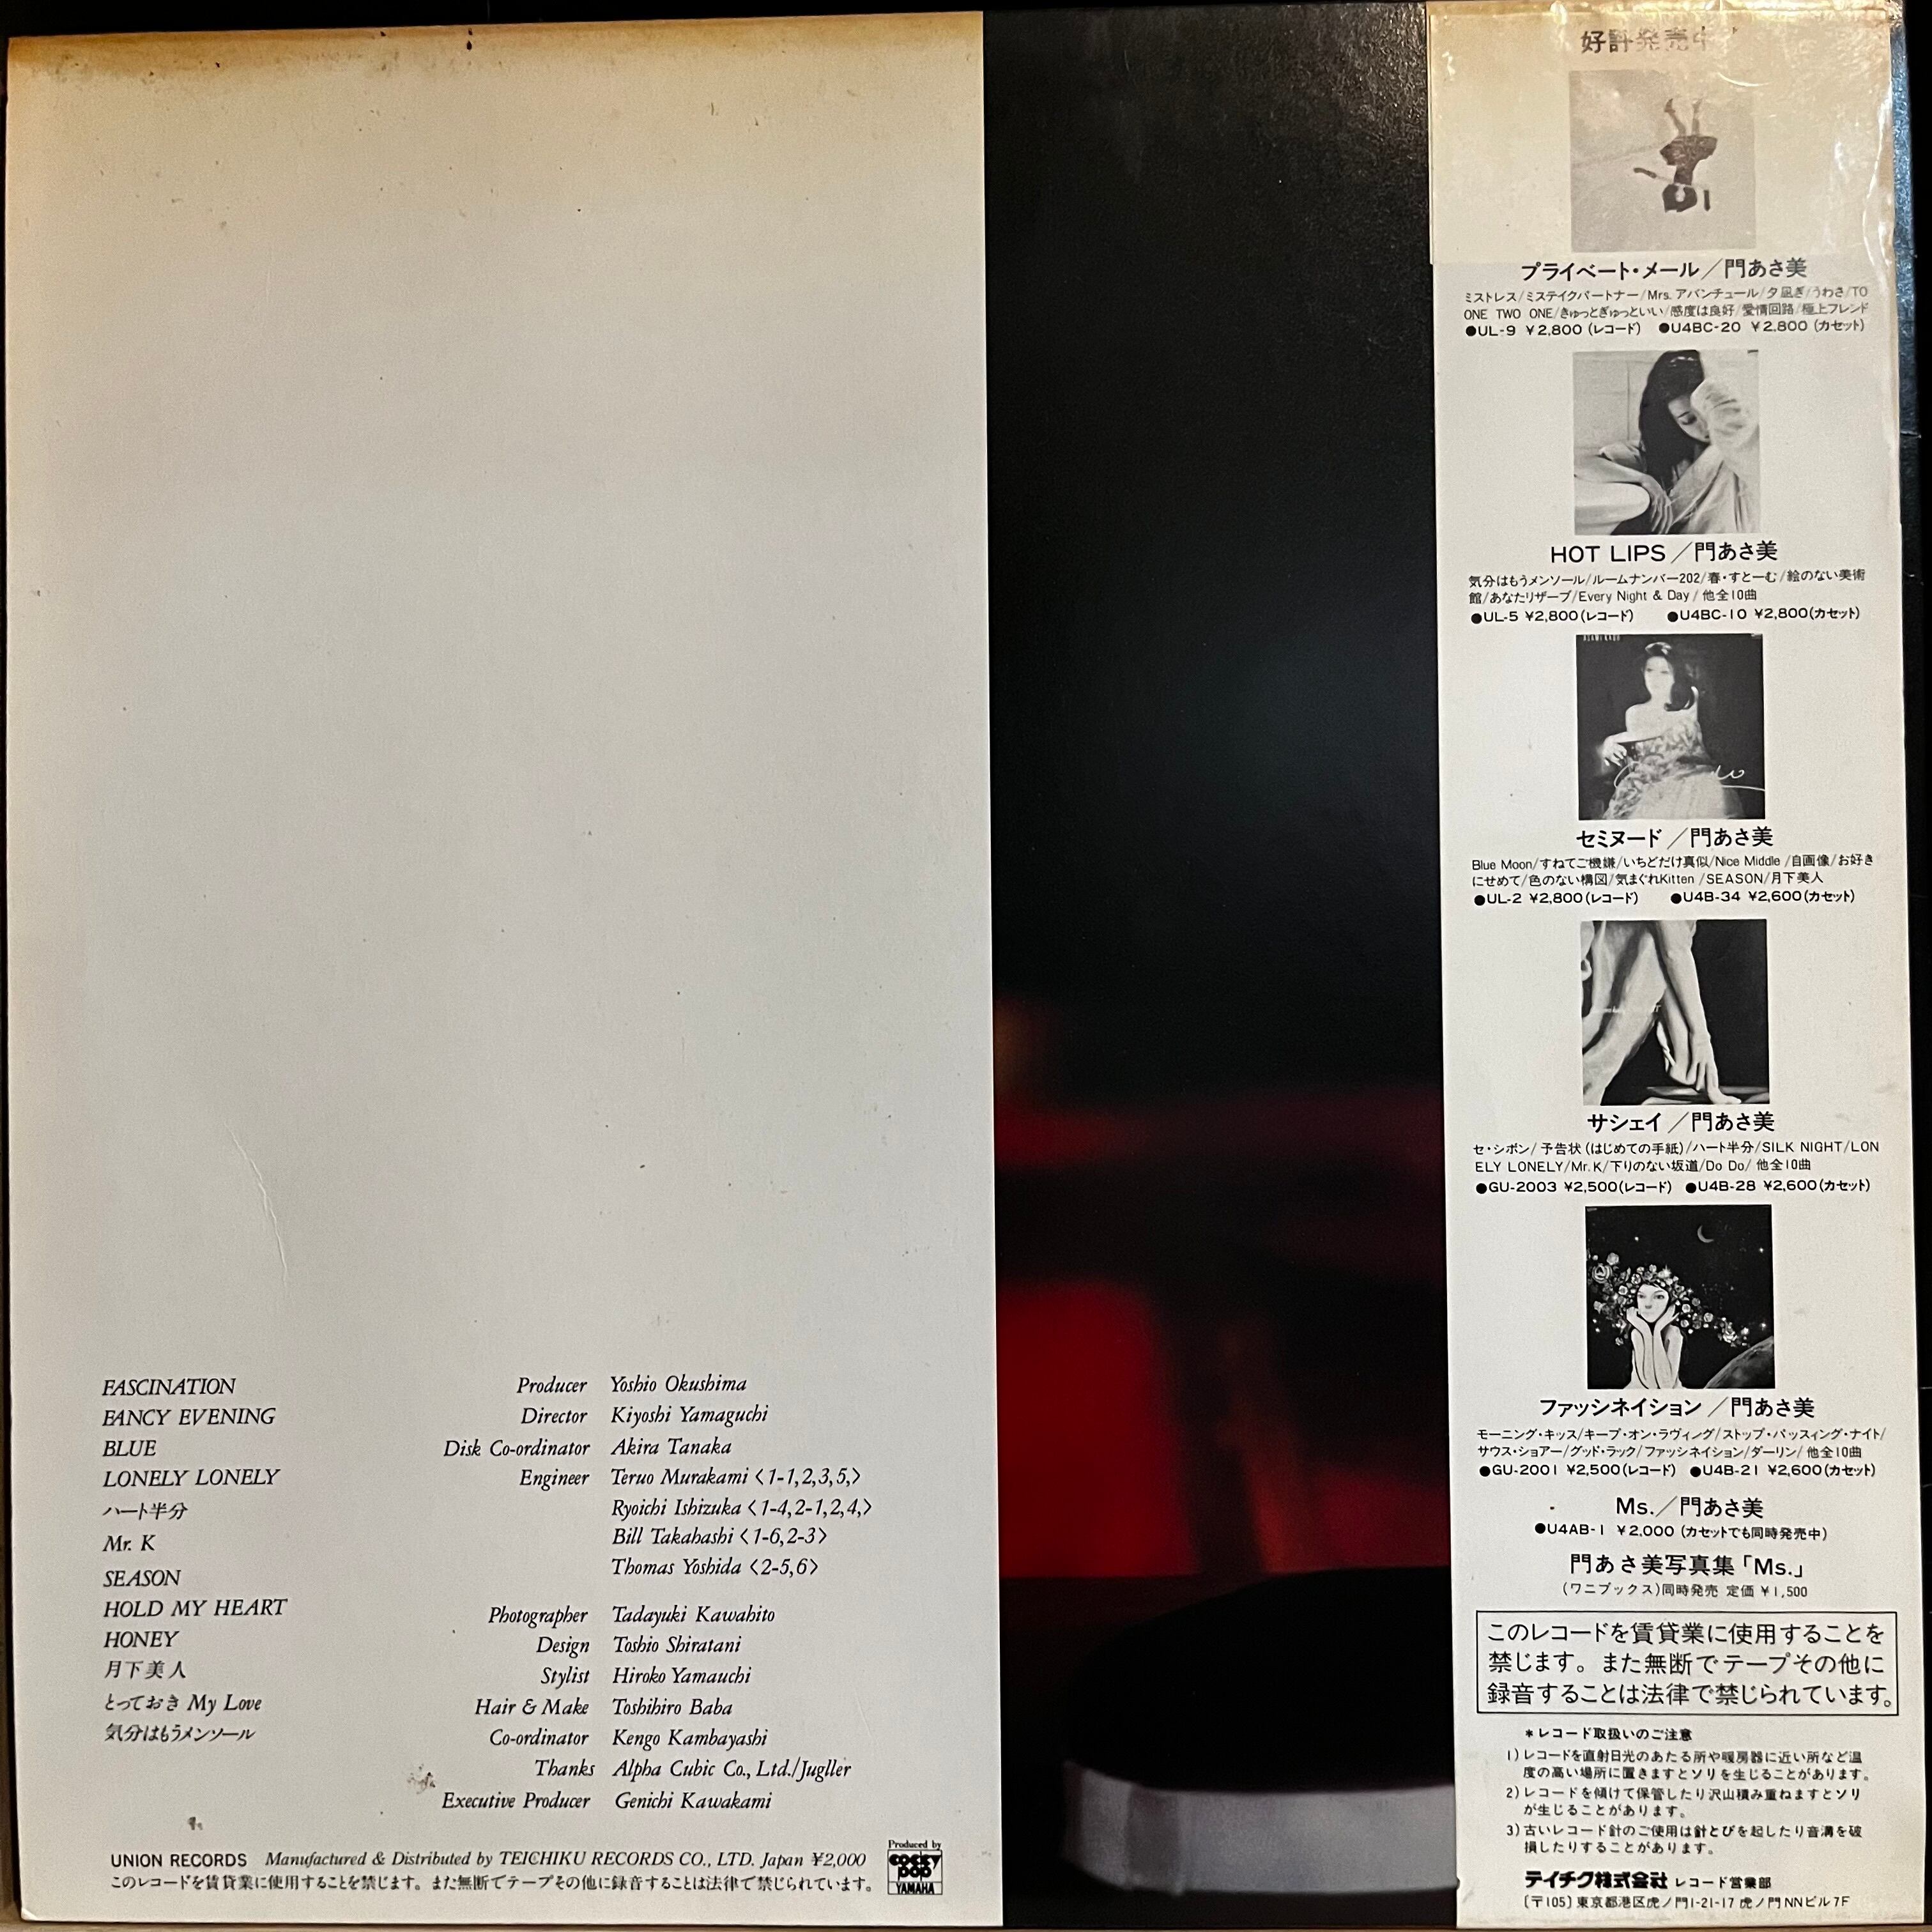 FASCINATION
FANCY EVENING
BLUE
LONELY LONELY
ハート半分
Mr. K
SEASON
HOLD MY HEART
HONEY
月下美人
とっておき My Love
気分はもうメンソール
Producer Yoshio Okushima
Director Kiyoshi Yamaguchi
Disk Co-ordinator Akira Tanaka
Engineer Teruo Murakami〈1-1,2,3,5,〉
Ryoichi Ishizuka〈1-4,2-1,2,4,〉
Bill Takahashi〈1-6,2-3〉
Thomas Yoshida〈2-5,6〉
Photographer Tadayuki Kawahito
Design Toshio Shiratani
Stylist Hiroko Yamauchi
Hair & Make Toshihiro Baba
Co-ordinator Kengo Kambayashi
Thanks Alpha Cubic Co., Ltd./Jugller
Executive Producer Genichi Kawakami
UNION RECORDS Manufactured & Distributed by TEICHIKU RECORDS CO., LTD. Japan ¥2,000
このレコードを賃貸業に使用することを禁じます。また無断でテープその他に録音することは法律で禁じられています。
Produced by
COCKY
POP
YAMAHA
好評発売中
プライベート・メール／門あさ美
ミストレス/ミステイクパートナー/Mrs. アバンチュール/夕凪ぎ/うわさ/TO
ONE TWO ONE/きゅっとぎゅっといい/感度は良好/愛情回路/極上フレンド
●UL-9 ¥2,800 (レコード) ●U4BC-20 ¥2,800 (カセット)
HOT LIPS／門あさ美
気分はもうメンソール/ルームナンバー202/春・すとーむ/絵のない美術
館/あなたリザーブ/Every Night & Day / 他全10曲
●UL-5 ¥2,800(レコード) ●U4BC-10 ¥2,800(カセット)
ASAMI KADO
セミヌード／門あさ美
Blue Moon/すねてご機嫌/いちどだけ真似/Nice Middle /自画像/お好き
にせめて/色のない構図/気まぐれKitten /SEASON/月下美人
●UL-2 ¥2,800(レコード) ●U4B-34 ¥2,600(カセット)
サシェイ／門あさ美
セ・シボン/ 予告状 (はじめての手紙)/ハート半分/SILK NIGHT/LON
ELY LONELY/Mr. K/下りのない坂道/Do Do/ 他全10曲
●GU-2003 ¥2,500(レコード) ●U4B-28 ¥2,600(カセット)
ファッシネイション／門あさ美
モーニング・キッス/キープ・オン・ラヴィング/ストップ・パッスィング・ナイト/
サウス・ショアー/グッド・ラック/ファッシネイション/ダーリン/ 他全10曲
●GU-2001 ¥2,500(レコード) ●U4B-21 ¥2,600(カセット)
Ms.／門あさ美
●U4AB-1 ¥2,000 (カセットでも同時発売中)
門あさ美写真集「Ms.」
(ワニブックス)同時発売 定価 ¥1,500
このレコードを賃貸業に使用することを
禁じます。また無断でテープその他に
録音することは法律で禁じられています。
＊レコード取扱いのご注意
1) レコードを直射日光のあたる所や暖房器に近い所など温
度の高い場所に置きますとソリを生じることがあります。
2) レコードを傾けて保管したり沢山積み重ねますとソリ
が生じることがあります。
3) 古いレコード針のご使用は針とびを起したり音溝を破
損したりすることがあります。
テイチク株式会社 レコード営業部
〔〒105〕東京都港区虎ノ門1-21-17 虎ノ門NNビル7F